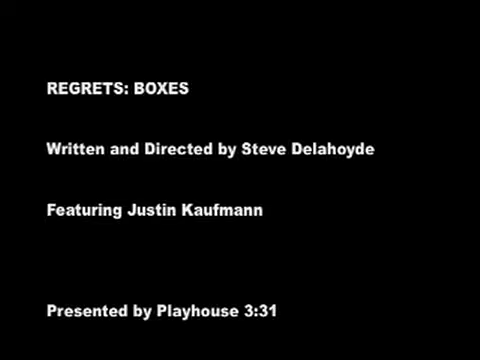 REGRETS: BOXES
Written and Directed by Steve Delahoyde
Featuring Justin Kaufmann
Presented by Playhouse 3:31